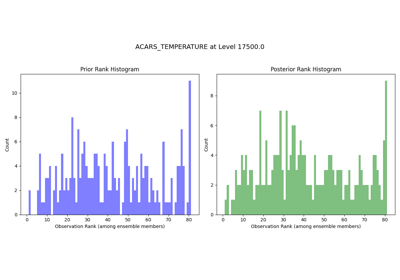 ACARS_TEMPERATURE at Level 17500.0
Prior Rank Histogram
Count
10
8
6
4
2
0
0 10 20 30 40 50 60 70 80
Observation Rank (among ensemble members)
Posterior Rank Histogram
Count
8
6
4
2
0
0 10 20 30 40 50 60 70 80
Observation Rank (among ensemble members)